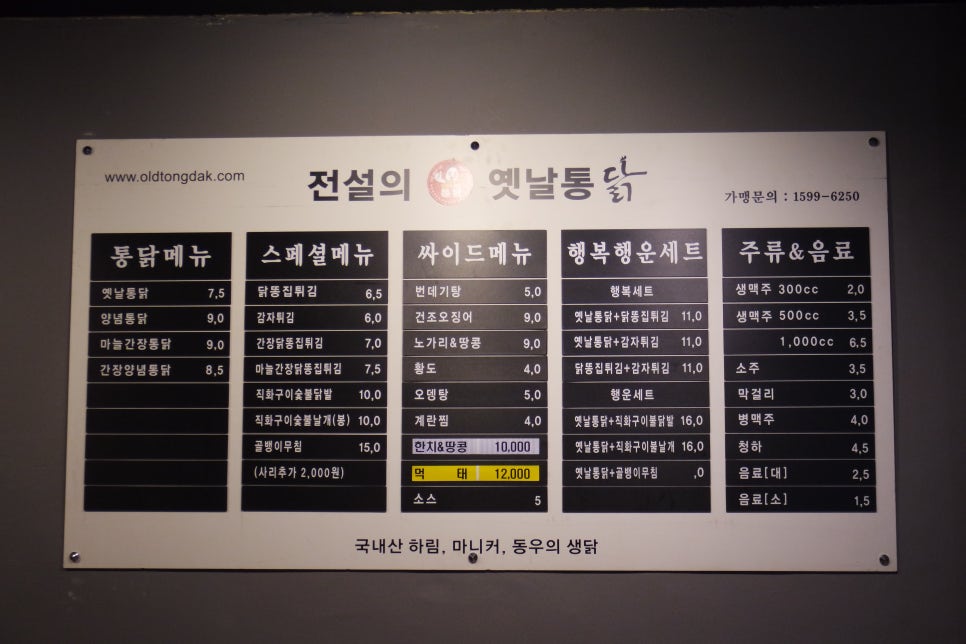 www.oldtongdak.com
전설의 옛날통닭
가맹문의 : 1599-6250
통닭메뉴
옛날통닭 7,5
양념통닭 9,0
마늘간장통닭 9,0
간장양념통닭 8,5
스페셜메뉴
닭똥집튀김 6,5
감자튀김 6,0
간장닭똥집튀김 7,0
마늘간장닭똥집튀김 7,5
직화구이숯불닭발 10,0
직화구이숯불날개(봉) 10,0
골뱅이무침 15,0
(사리추가 2,000원)
싸이드메뉴
번데기탕 5,0
건조오징어 9,0
노가리&땅콩 9,0
황도 4,0
오뎅탕 5,0
계란찜 4,0
한치&땅콩 10,000
먹 태 12,000
소스 5
행복행운세트
행복세트
옛날통닭+닭똥집튀김 11,0
옛날통닭+감자튀김 11,0
닭똥집튀김+감자튀김 11,0
행운세트
옛날통닭+직화구이불닭발 16,0
옛날통닭+직화구이불날개 16,0
옛날통닭+골뱅이무침 ,0
주류&음료
생맥주 300cc 2,0
생맥주 500cc 3,5
1,000cc 6,5
소주 3,5
막걸리 3,0
병맥주 4,0
청하 4,5
음료[대] 2,5
음료[소] 1,5
국내산 하림, 마니커, 동우의 생닭